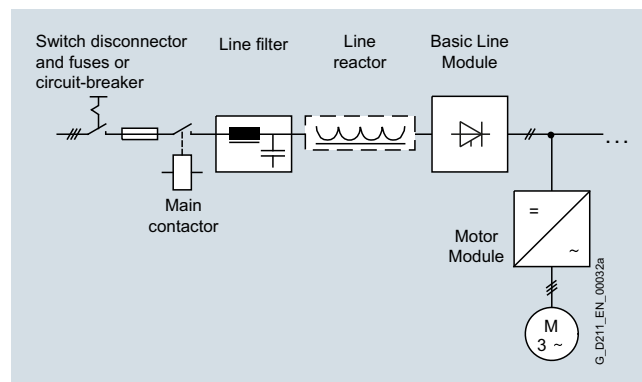 Switch disconnector
and fuses or
circuit-breaker
Line filter
Line
reactor
Basic Line
Module
Main
contactor
...
=
~
Motor
Module
M
3 ~
G_D211_EN_00032a